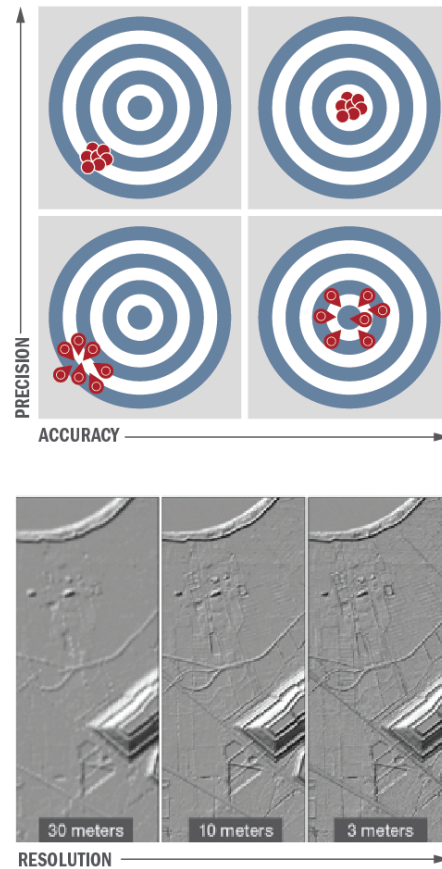 PRECISION
ACCURACY
30 meters
10 meters
3 meters
RESOLUTION